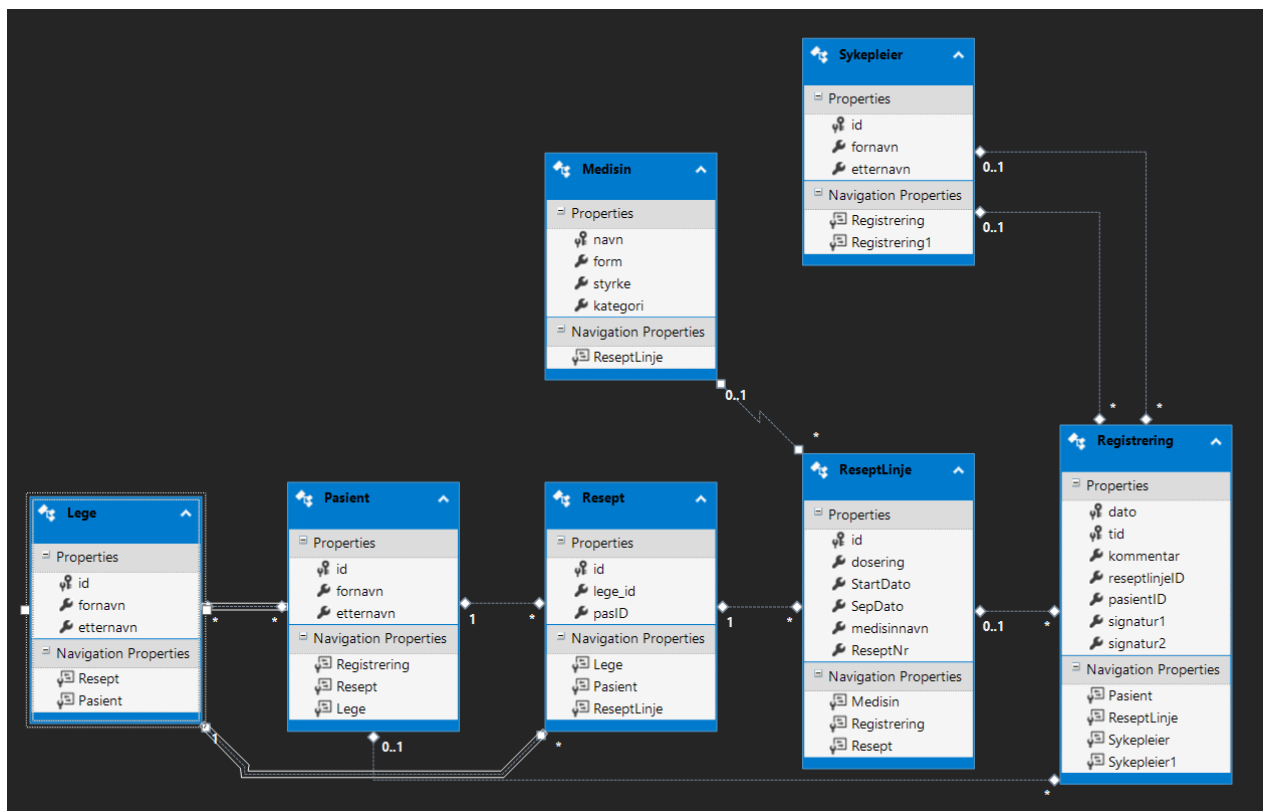 Sykepleier
Properties
id
fornavn
etternavn
Navigation Properties
Registrering
Registrering1
0..1
0..1
*
*
Medisin
Properties
navn
form
styrke
kategori
Navigation Properties
ReseptLinje
0..1
*
Lege
Properties
id
fornavn
etternavn
Navigation Properties
Resept
Pasient
*
*
1
*
Pasient
Properties
id
fornavn
etternavn
Navigation Properties
Registrering
Resept
Lege
1
*
0..1
*
Resept
Properties
id
lege_id
pasID
Navigation Properties
Lege
Pasient
ReseptLinje
1
*
ReseptLinje
Properties
id
dosering
StartDato
SepDato
medisinnavn
ReseptNr
Navigation Properties
Medisin
Registrering
Resept
0..1
*
Registrering
Properties
dato
tid
kommentar
reseptlinjeID
pasientID
signatur1
signatur2
Navigation Properties
Pasient
ReseptLinje
Sykepleier
Sykepleier1